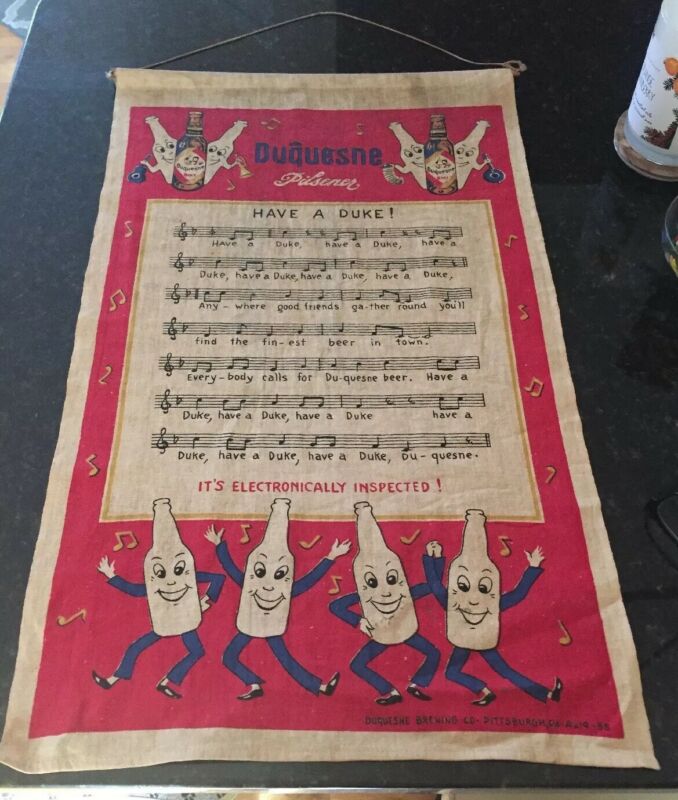 Duquesne
Pilsener
Duquesne
Duquesne
HAVE A DUKE!
Have a Duke, have a Duke, have a
Duke, have a Duke, have a Duke, have a Duke.
Any-where good friends ga-ther round you'll
find the fin-est beer in town.
Every-body calls for Du-quesne beer. Have a
Duke, have a Duke, have a Duke have a
Duke, have a Duke, have a Duke, Du-quesne.
IT'S ELECTRONICALLY INSPECTED!
DUQUESNE BREWING CO. PITTSBURGH, PA.